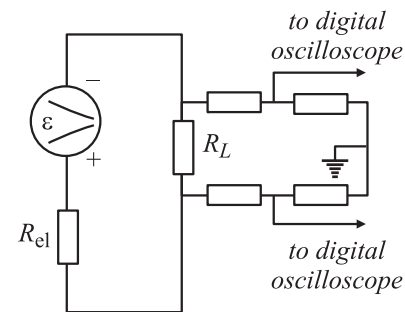 to digital
oscilloscope
−
ε
+
R_L
R_el
to digital
oscilloscope